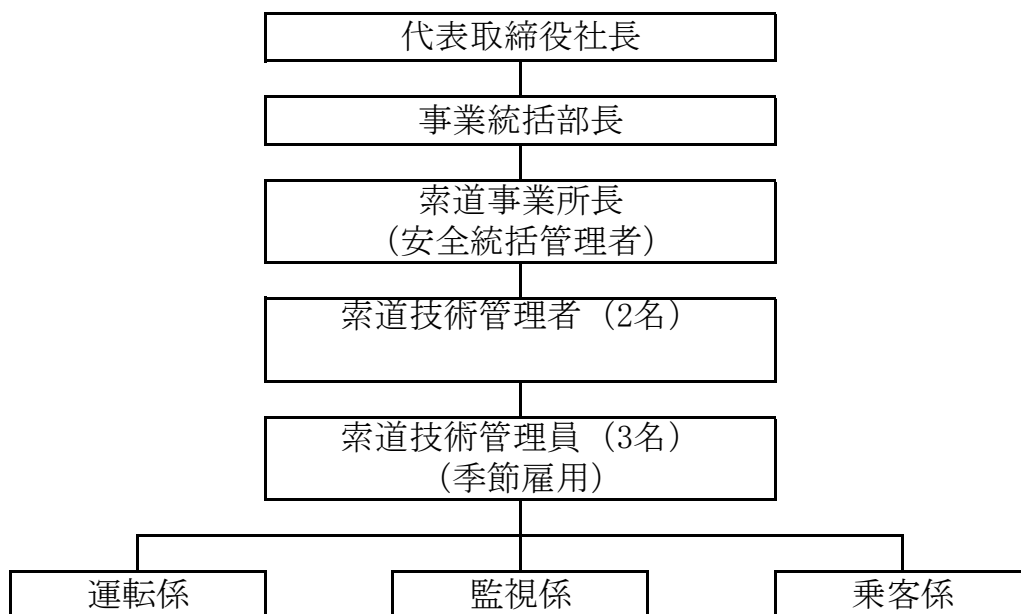 代表取締役社長
事業統括部長
索道事業所長
(安全統括管理者)
索道技術管理者 (2名)
索道技術管理員 (3名)
(季節雇用)
運転係
監視係
乗客係